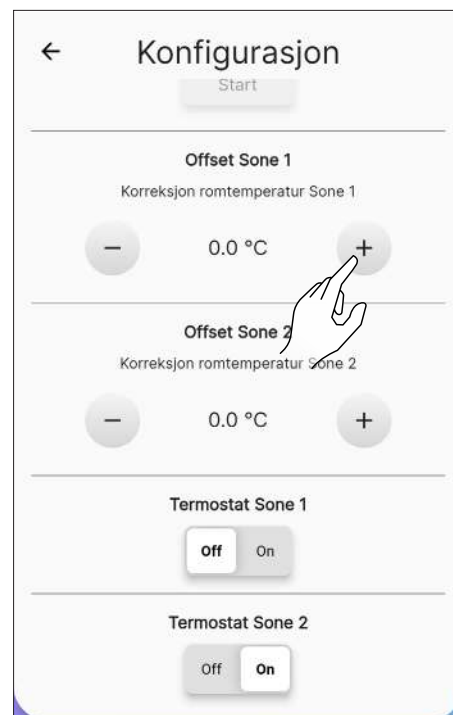 Konfigurasjon
Start
Offset Sone 1
Korreksjon romtemperatur Sone 1
− 0.0 °C +
Offset Sone 2
Korreksjon romtemperatur Sone 2
− 0.0 °C +
Termostat Sone 1
Off On
Termostat Sone 2
Off On